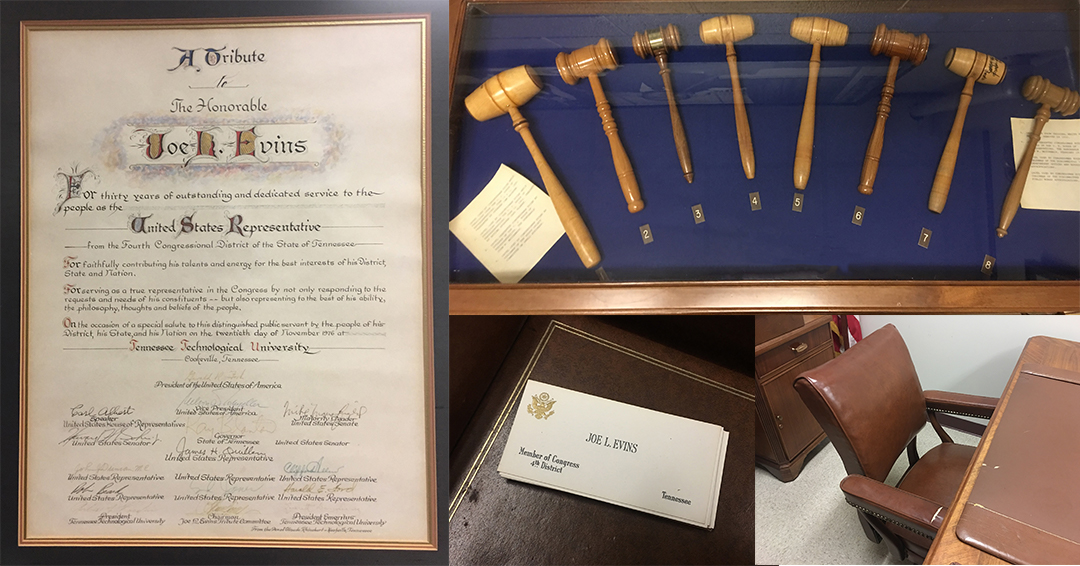 A Tribute
to
The Honorable
Joe L. Evins
For thirty years of outstanding and dedicated service to the
people as the
United States Representative
from the Fourth Congressional District of the State of Tennessee
For faithfully contributing his talents and energy for the best interests of his District,
State and Nation.
For serving as a true representative in the Congress by not only responding to the
requests and needs of his constituents -- but also representing to the best of his ability,
the philosophy, thoughts and beliefs of the people.
On the occasion of a special salute to this distinguished public servant by the people of his
District, his State, and his Nation on the twentieth day of November 1976 at
Tennessee Technological University
Cookeville, Tennessee
President of the United States of America
Carl Albert
Speaker
United States House of Representatives
Vice President
United States of America
Majority Leader
United States Senate
United States Senator
Governor
State of Tennessee
United States Senator
James H. Quillen
United States Representative
United States Representative
United States Representative
United States Representative
United States Representative
United States Representative
United States Representative
President
Tennessee Technological University
Chairman
Joe L. Evins Tribute Committee
President Emeritus
Tennessee Technological University
2
3
4
5
6
7
8
JOE L. EVINS
Member of Congress
4th District
Tennessee